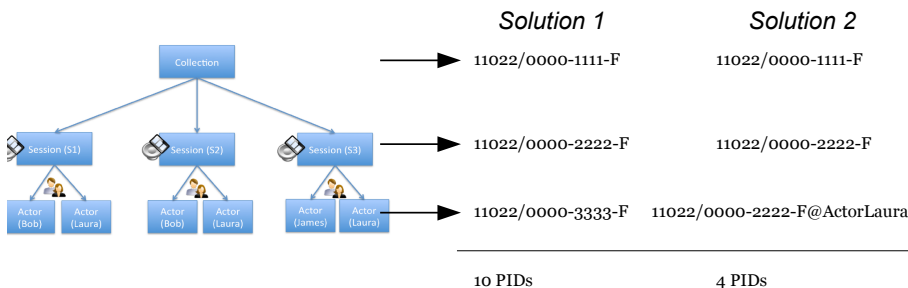 Solution 1 Solution 2
Collection 11022/0000-1111-F 11022/0000-1111-F
Session (S1) Session (S2) Session (S3) 11022/0000-2222-F 11022/0000-2222-F
Actor (Bob) Actor (Laura) Actor (Bob) Actor (Laura) Actor (James) Actor (Laura) 11022/0000-3333-F 11022/0000-2222-F@ActorLaura
10 PIDs 4 PIDs